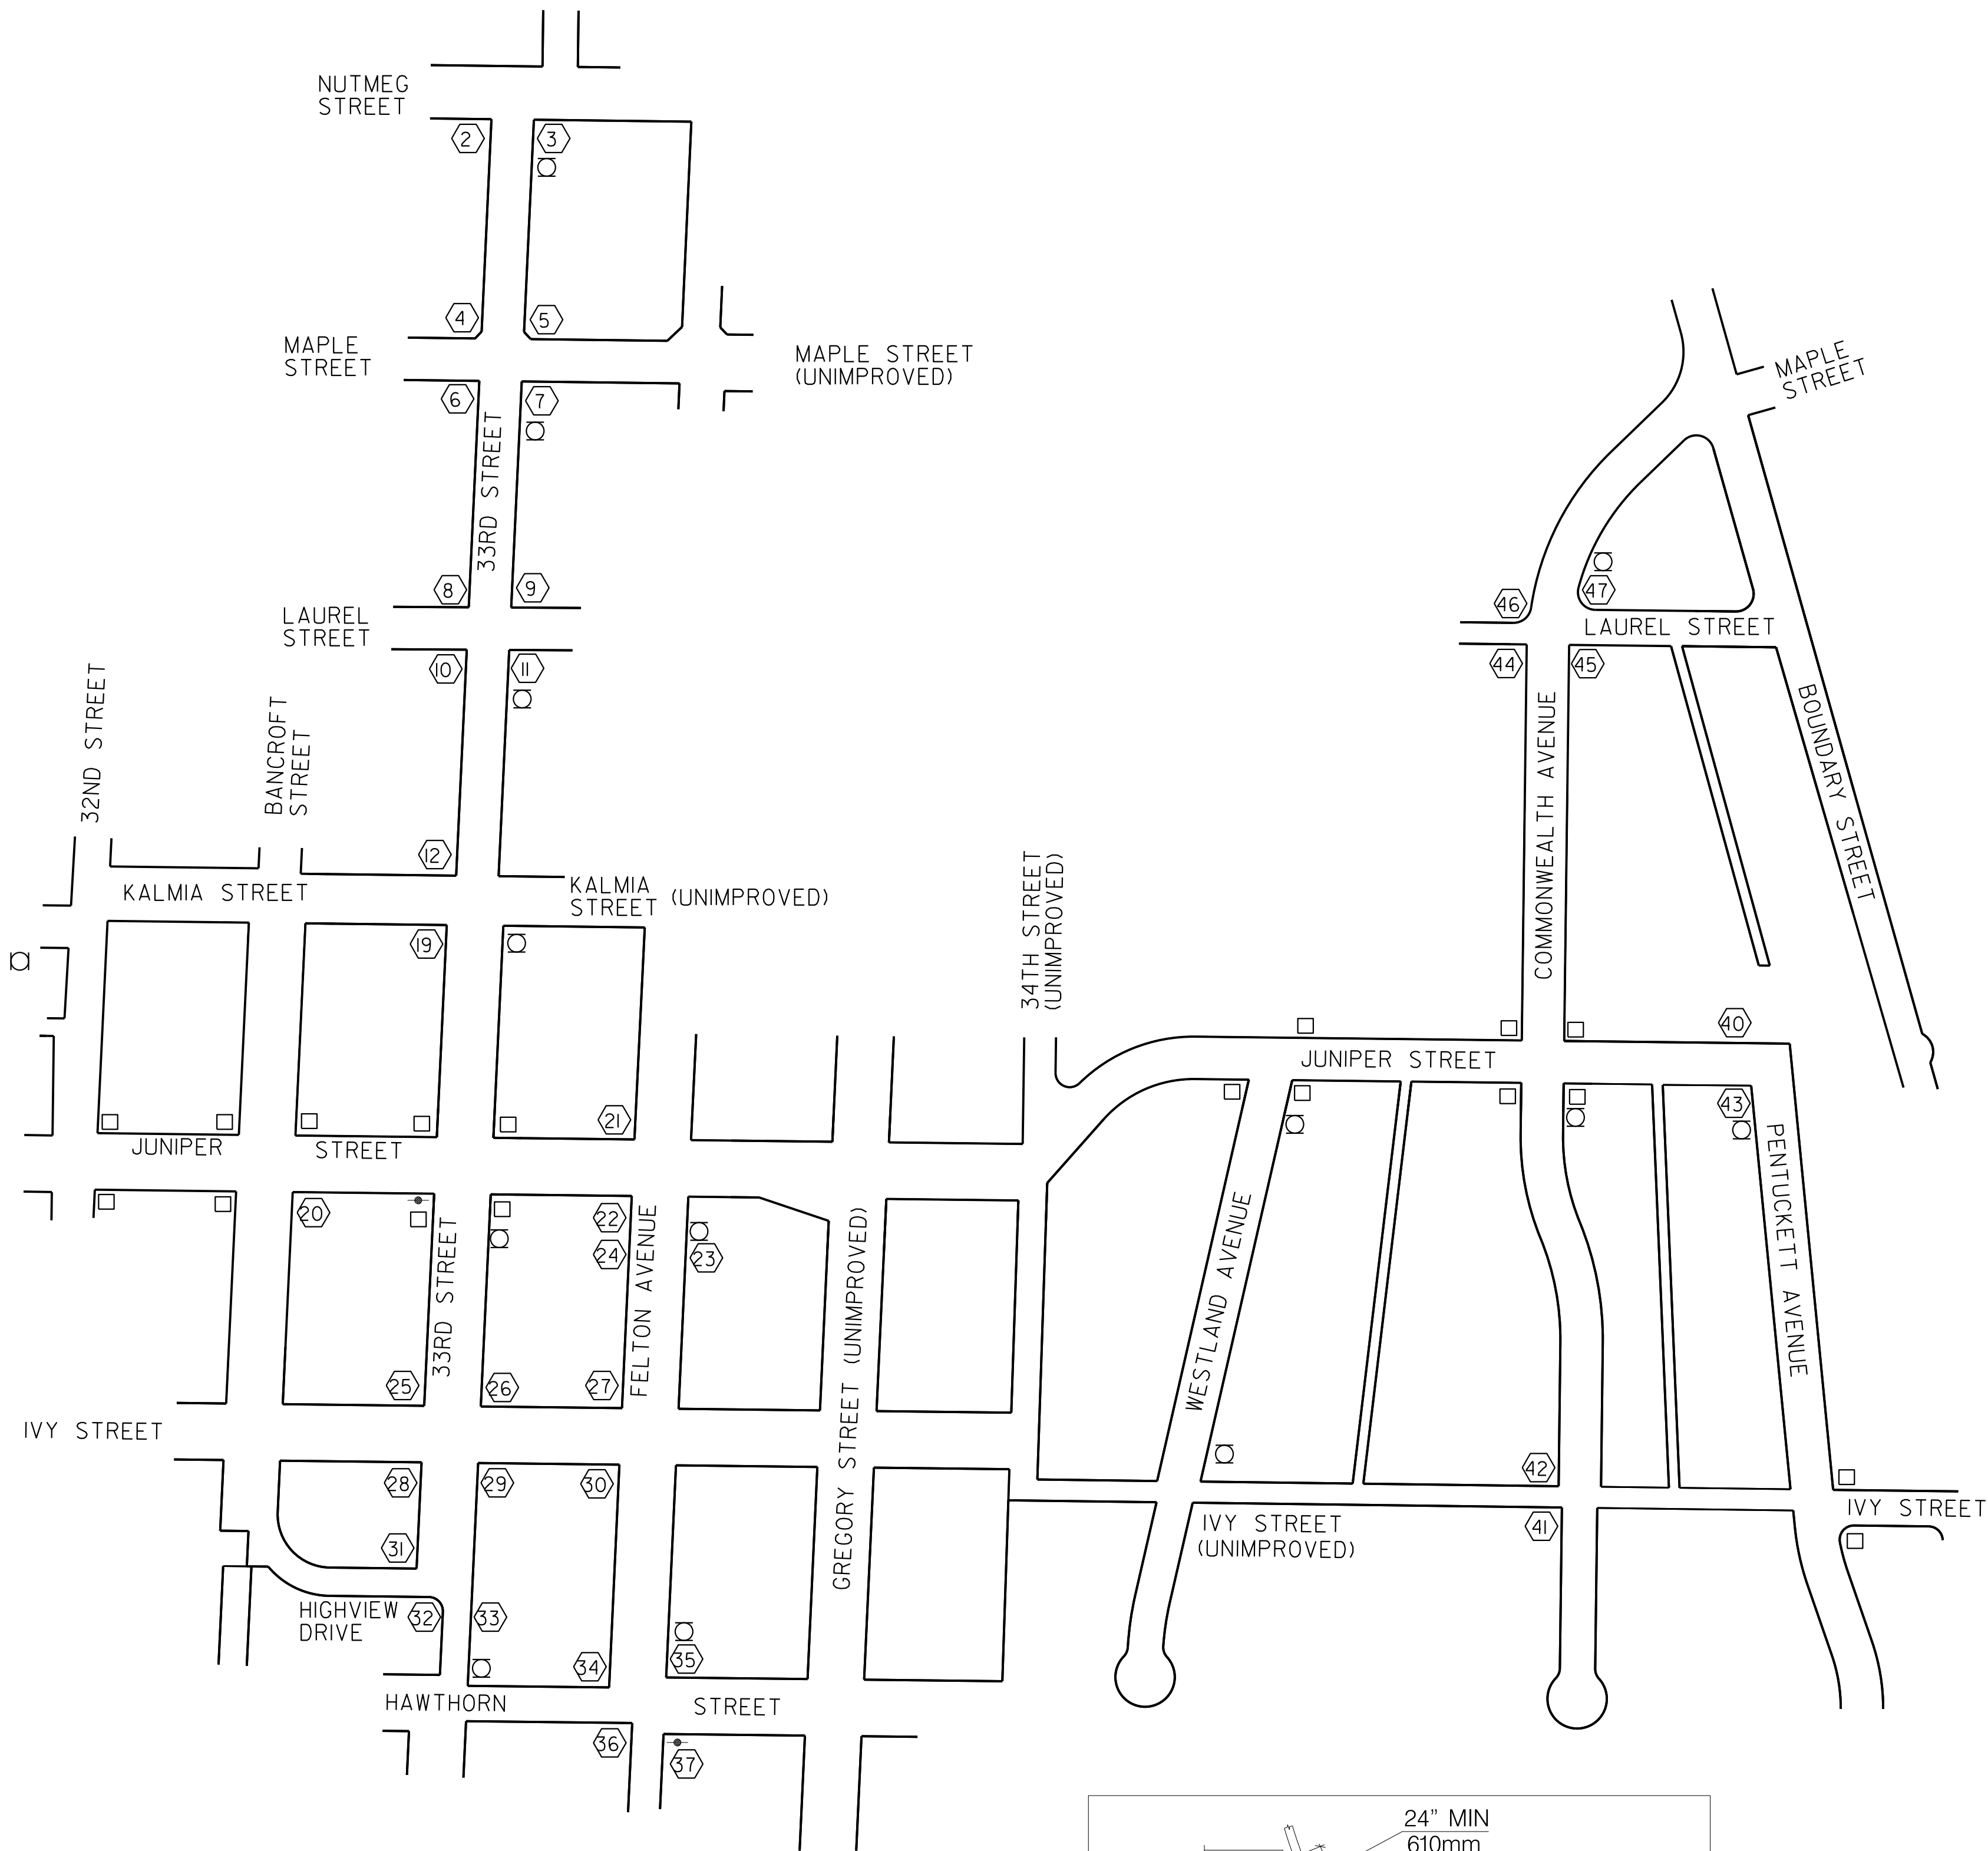 NUTMEG
STREET
2
3
4
5
MAPLE
STREET
MAPLE STREET
(UNIMPROVED)
MAPLE
STREET
6
7
33RD STREET
8
9
46
47
LAUREL
STREET
LAUREL STREET
10
11
44
45
32ND STREET
BANCROFT
STREET
COMMONWEALTH AVENUE
BOUNDARY STREET
12
KALMIA STREET
KALMIA
STREET
(UNIMPROVED)
34TH STREET
(UNIMPROVED)
19
40
JUNIPER STREET
21
43
JUNIPER
STREET
20
22
24
23
33RD STREET
FELTON AVENUE
GREGORY STREET (UNIMPROVED)
WESTLAND AVENUE
PENTUCKETT AVENUE
25
26
27
IVY STREET
28
29
30
42
41
IVY STREET
(UNIMPROVED)
IVY STREET
31
HIGHVIEW
DRIVE
32
33
34
35
HAWTHORN
STREET
36
37
24" MIN
610mm